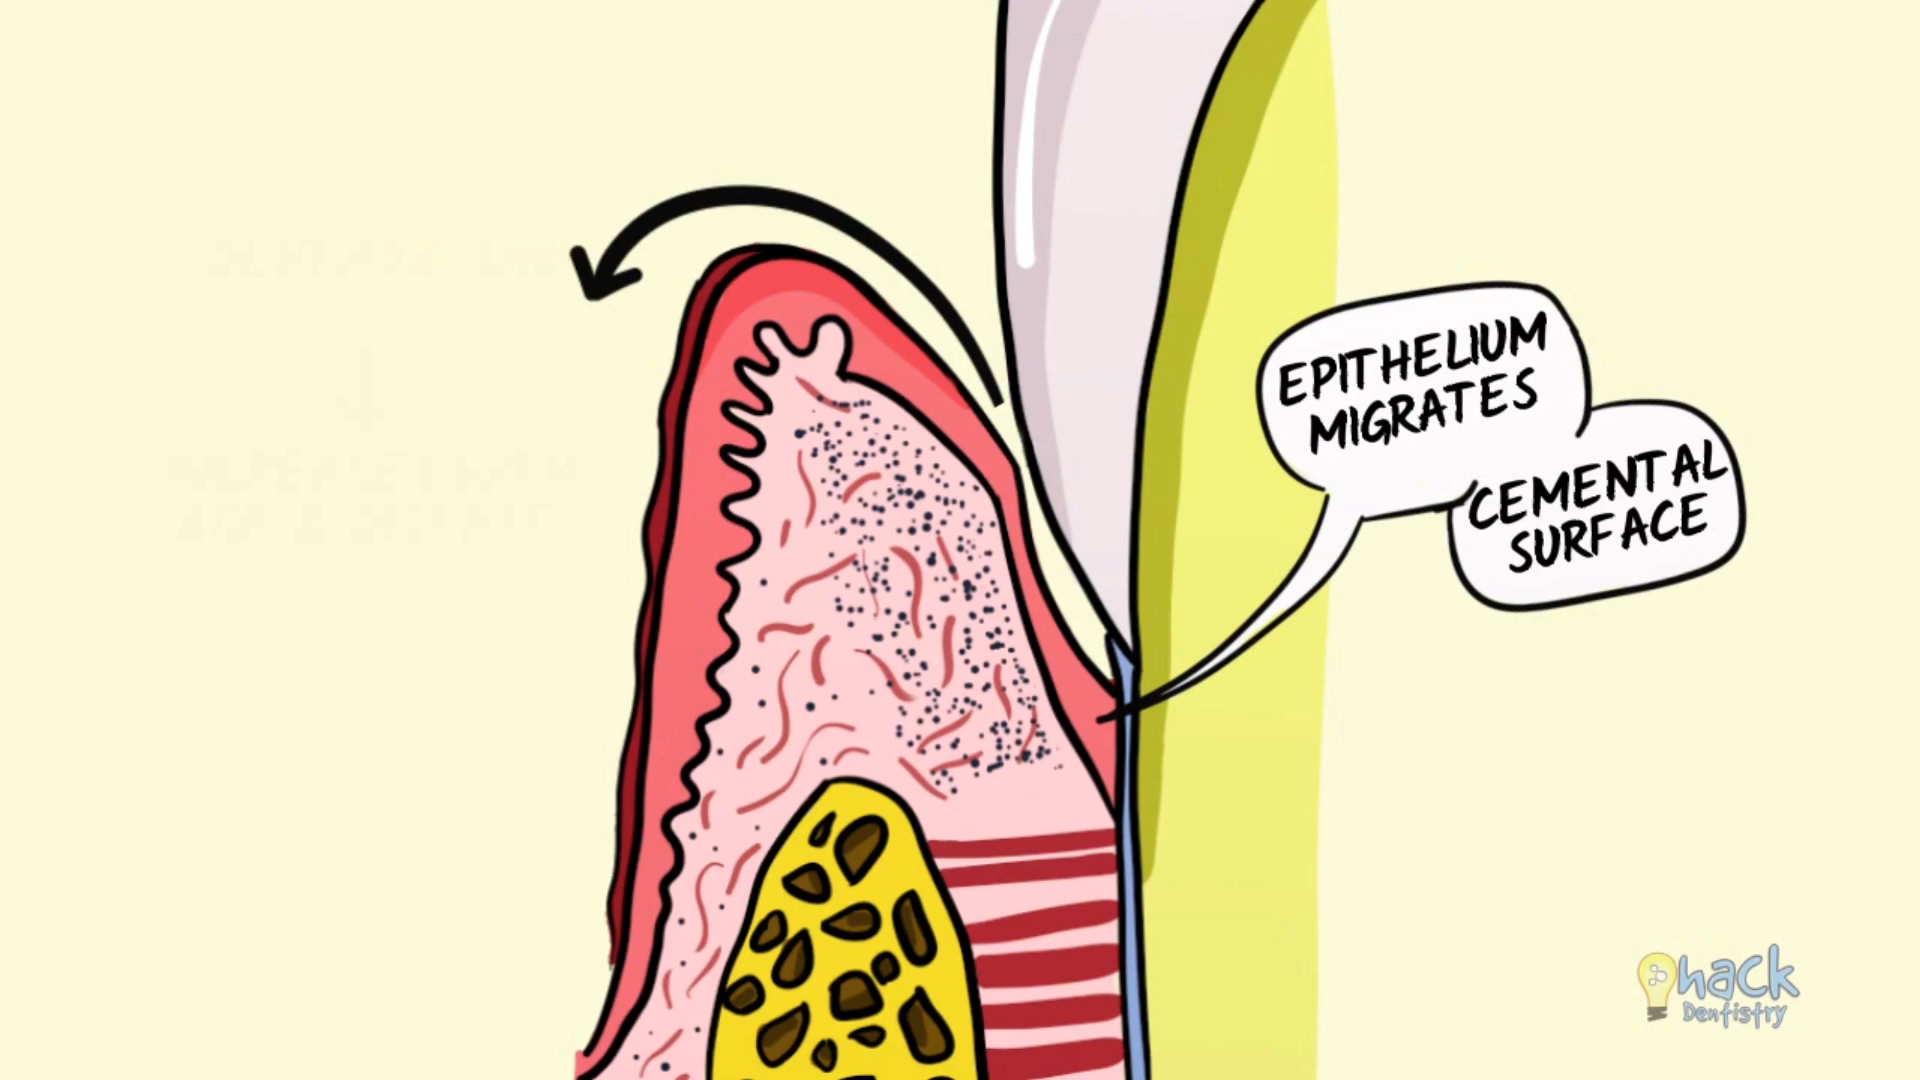 EPITHELIUM
MIGRATES
CEMENTAL
SURFACE
hack
Dentistry